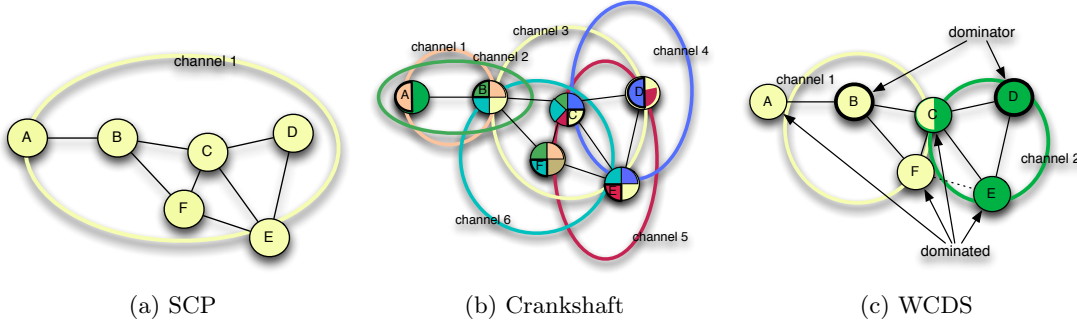 channel 1
A
B
C
D
F
E
(a) SCP
channel 1
channel 2
channel 3
channel 4
A
B
C
D
F
E
channel 6
channel 5
(b) Crankshaft
dominator
channel 1
A
B
C
D
F
E
channel 2
dominated
(c) WCDS